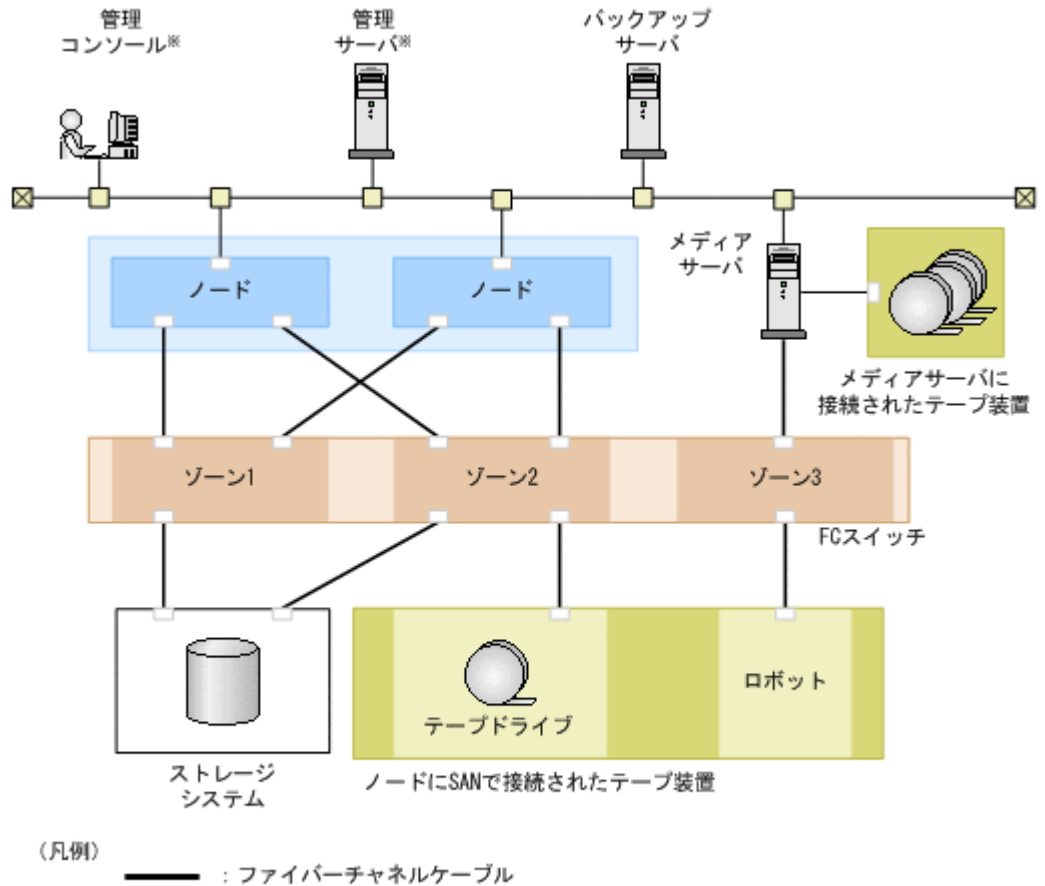 管理
コンソール※
管理
サーバ※
バックアップ
サーバ
メディア
サーバ
ノード
ノード
メディアサーバに
接続されたテープ装置
ゾーン1
ゾーン2
ゾーン3
FCスイッチ
ロボット
テープドライブ
ストレージ
システム
ノードにSANで接続されたテープ装置
(凡例)
：ファイバーチャネルケーブル